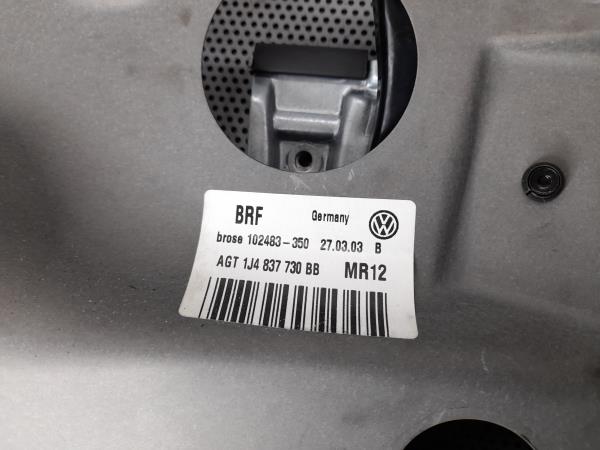 BRF Germany
brose 102483-350 27.03.03 B
AGT 1J4 837 730 BB MR12